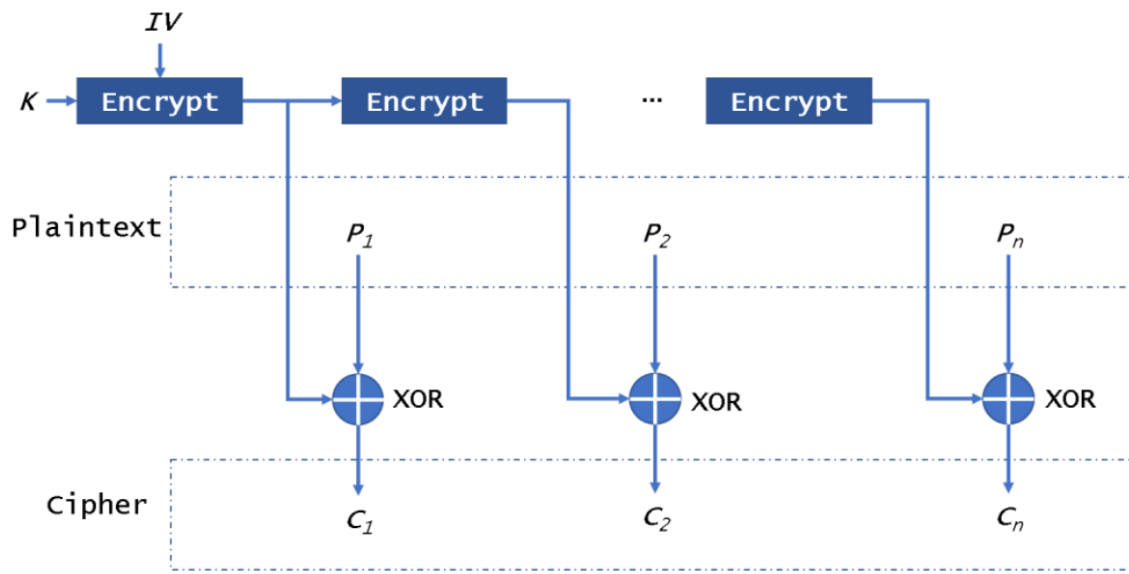 IV
K Encrypt Encrypt ... Encrypt
Plaintext P1 P2 Pn
XOR XOR XOR
Cipher C1 C2 Cn